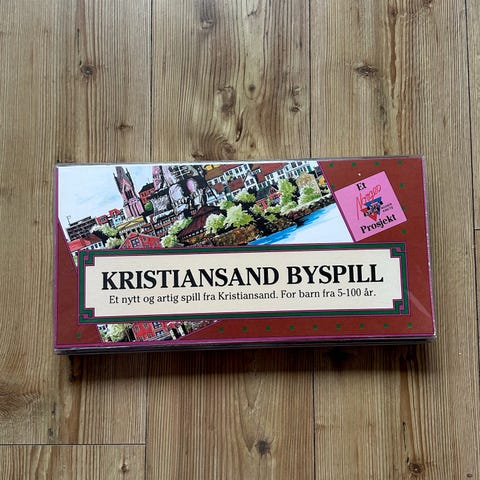 Et
Prosjekt
KRISTIANSAND BYSPILL
Et nytt og artig spill fra Kristiansand. For barn fra 5-100 år.